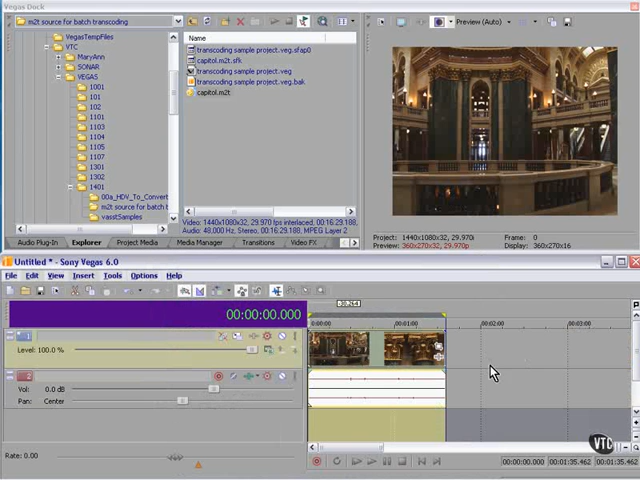 Vegas Dock
m2t source for batch transcoding
Preview (Auto)
VegasTempFiles
VTC
MaryAnn
SONAR
VEGAS
1001
101
102
1101
1103
1104
1105
1107
1301
1302
1401
00a_HDV_To_Convert
m2t source for batch t
vasstSamples
Name
transcoding sample project.veg.sfap0
capitol.m2t.sfk
transcoding sample project.veg
transcoding sample project.veg.bak
capitol.m2t
Video: 1440x1080x32, 29.970 fps interlaced, 00:16:29.188,
Audio: 48,000 Hz, Stereo, 00:16:29.188, MPEG Layer 2
Audio Plug-In
Explorer
Project Media
Media Manager
Transitions
Video FX
Project: 1440x1080x32, 29.970i
Preview: 360x270x32, 29.970p
Frame: 0
Display: 360x270x16
Untitled * - Sony Vegas 6.0
File Edit View Insert Tools Options Help
00:00:00.000
0:00:00
00:01:00
00:02:00
00:03:00
1
Level: 100.0 %
2
Vol: 0.0 dB
Pan: Center
Rate: 0.00
VTC
00:00:00.000
00:01:35.462
00:01:35.462